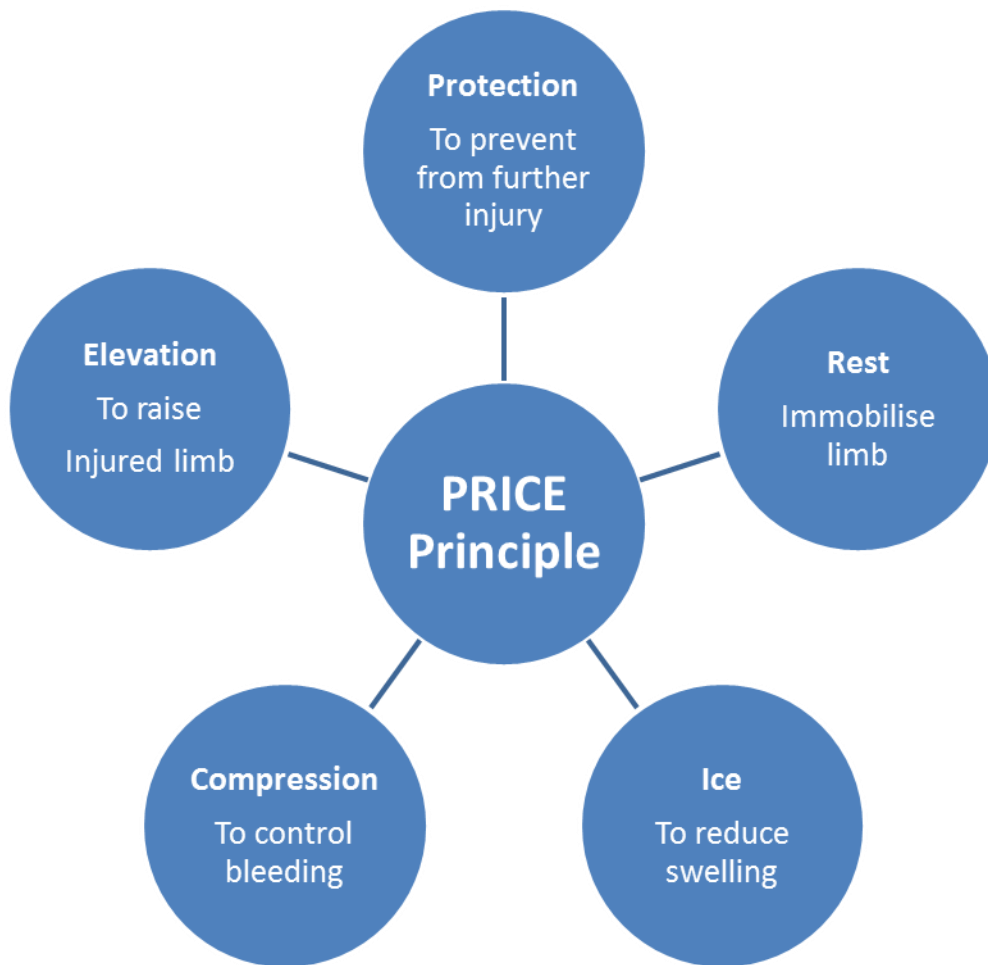 Protection
To prevent
from further
injury
Elevation
To raise
Injured limb
Rest
Immobilise
limb
PRICE
Principle
Compression
To control
bleeding
Ice
To reduce
swelling